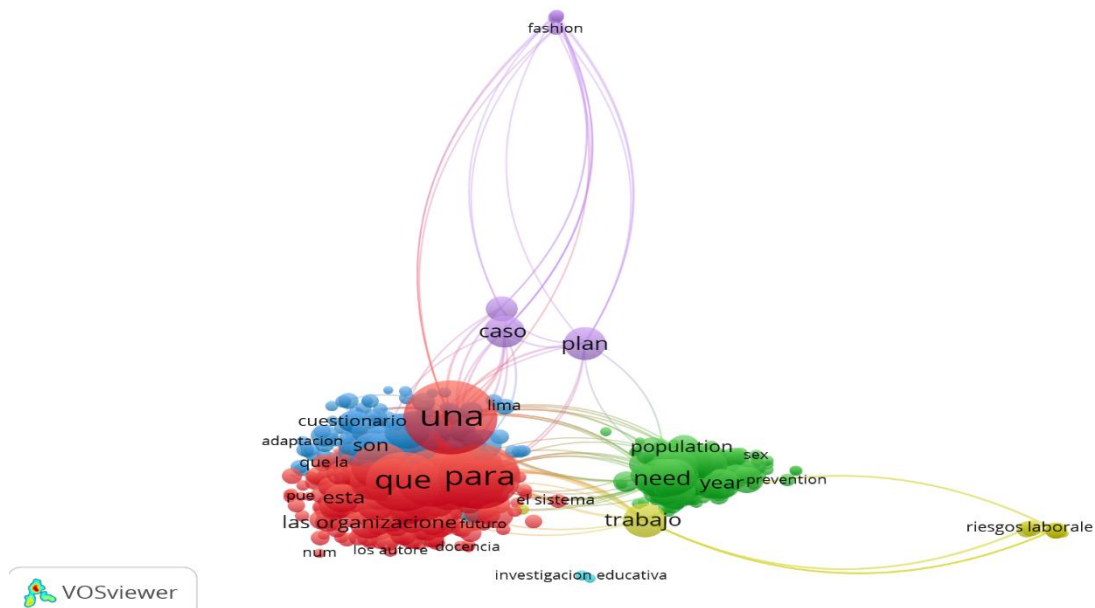 fashion
caso
plan
una
lima
cuestionario
adaptacion
son
population
sex
que la
que
para
need
year
prevention
pue
esta
el sistema
las organizacione
futuro
trabajo
riesgos laborale
num
los autore
docencia
investigacion educativa
VOSviewer